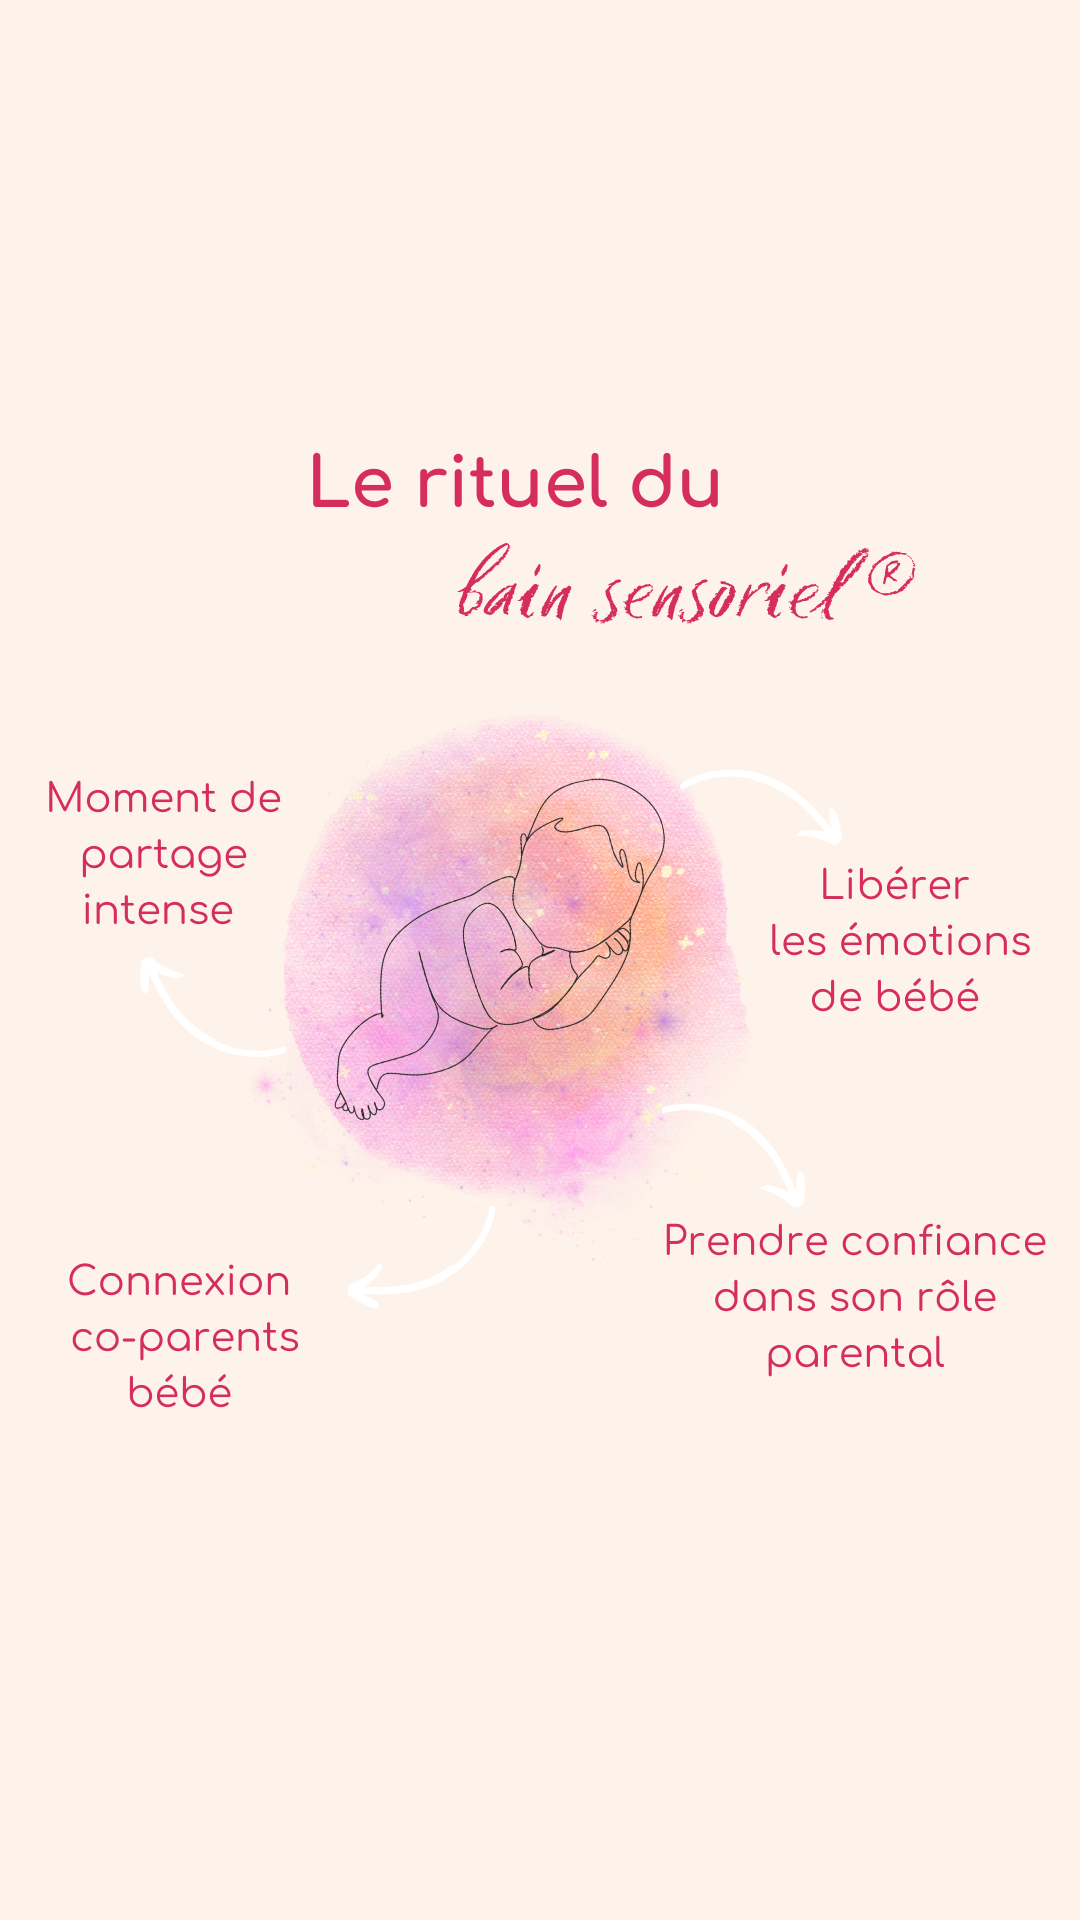 Le rituel du
bain sensoriel®
Moment de
partage
intense
Libérer
les émotions
de bébé
Connexion
co-parents
bébé
Prendre confiance
dans son rôle
parental